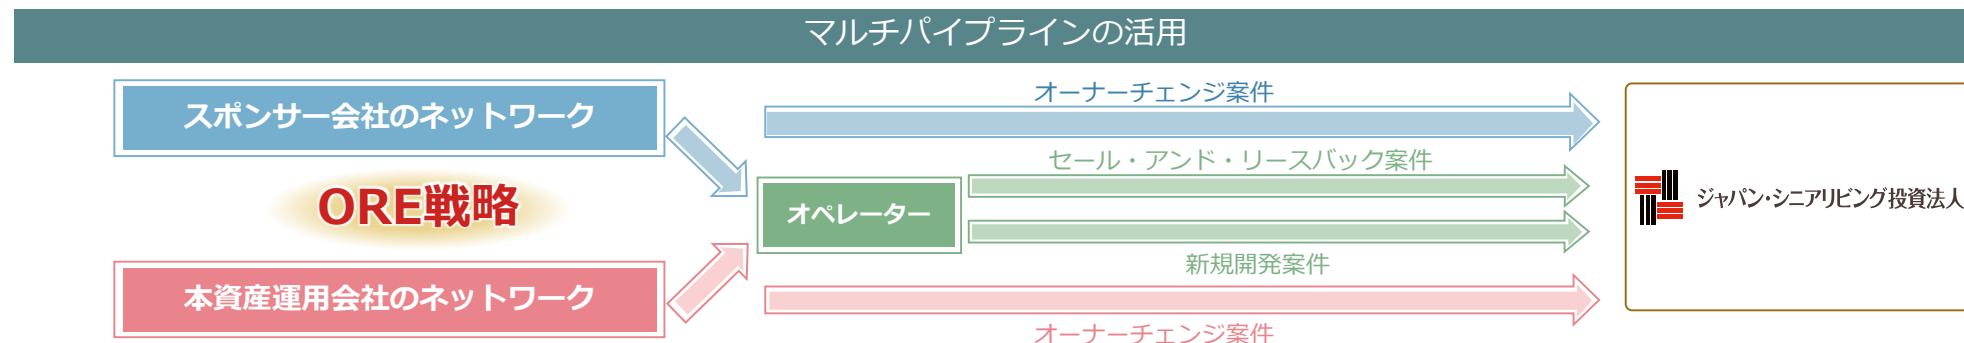 マルチパイプラインの活用
スポンサー会社のネットワーク
オーナーチェンジ案件
セール・アンド・リースバック案件
ORE戦略
オペレーター
ジャパン・シニアリビング投資法人
新規開発案件
本資産運用会社のネットワーク
オーナーチェンジ案件